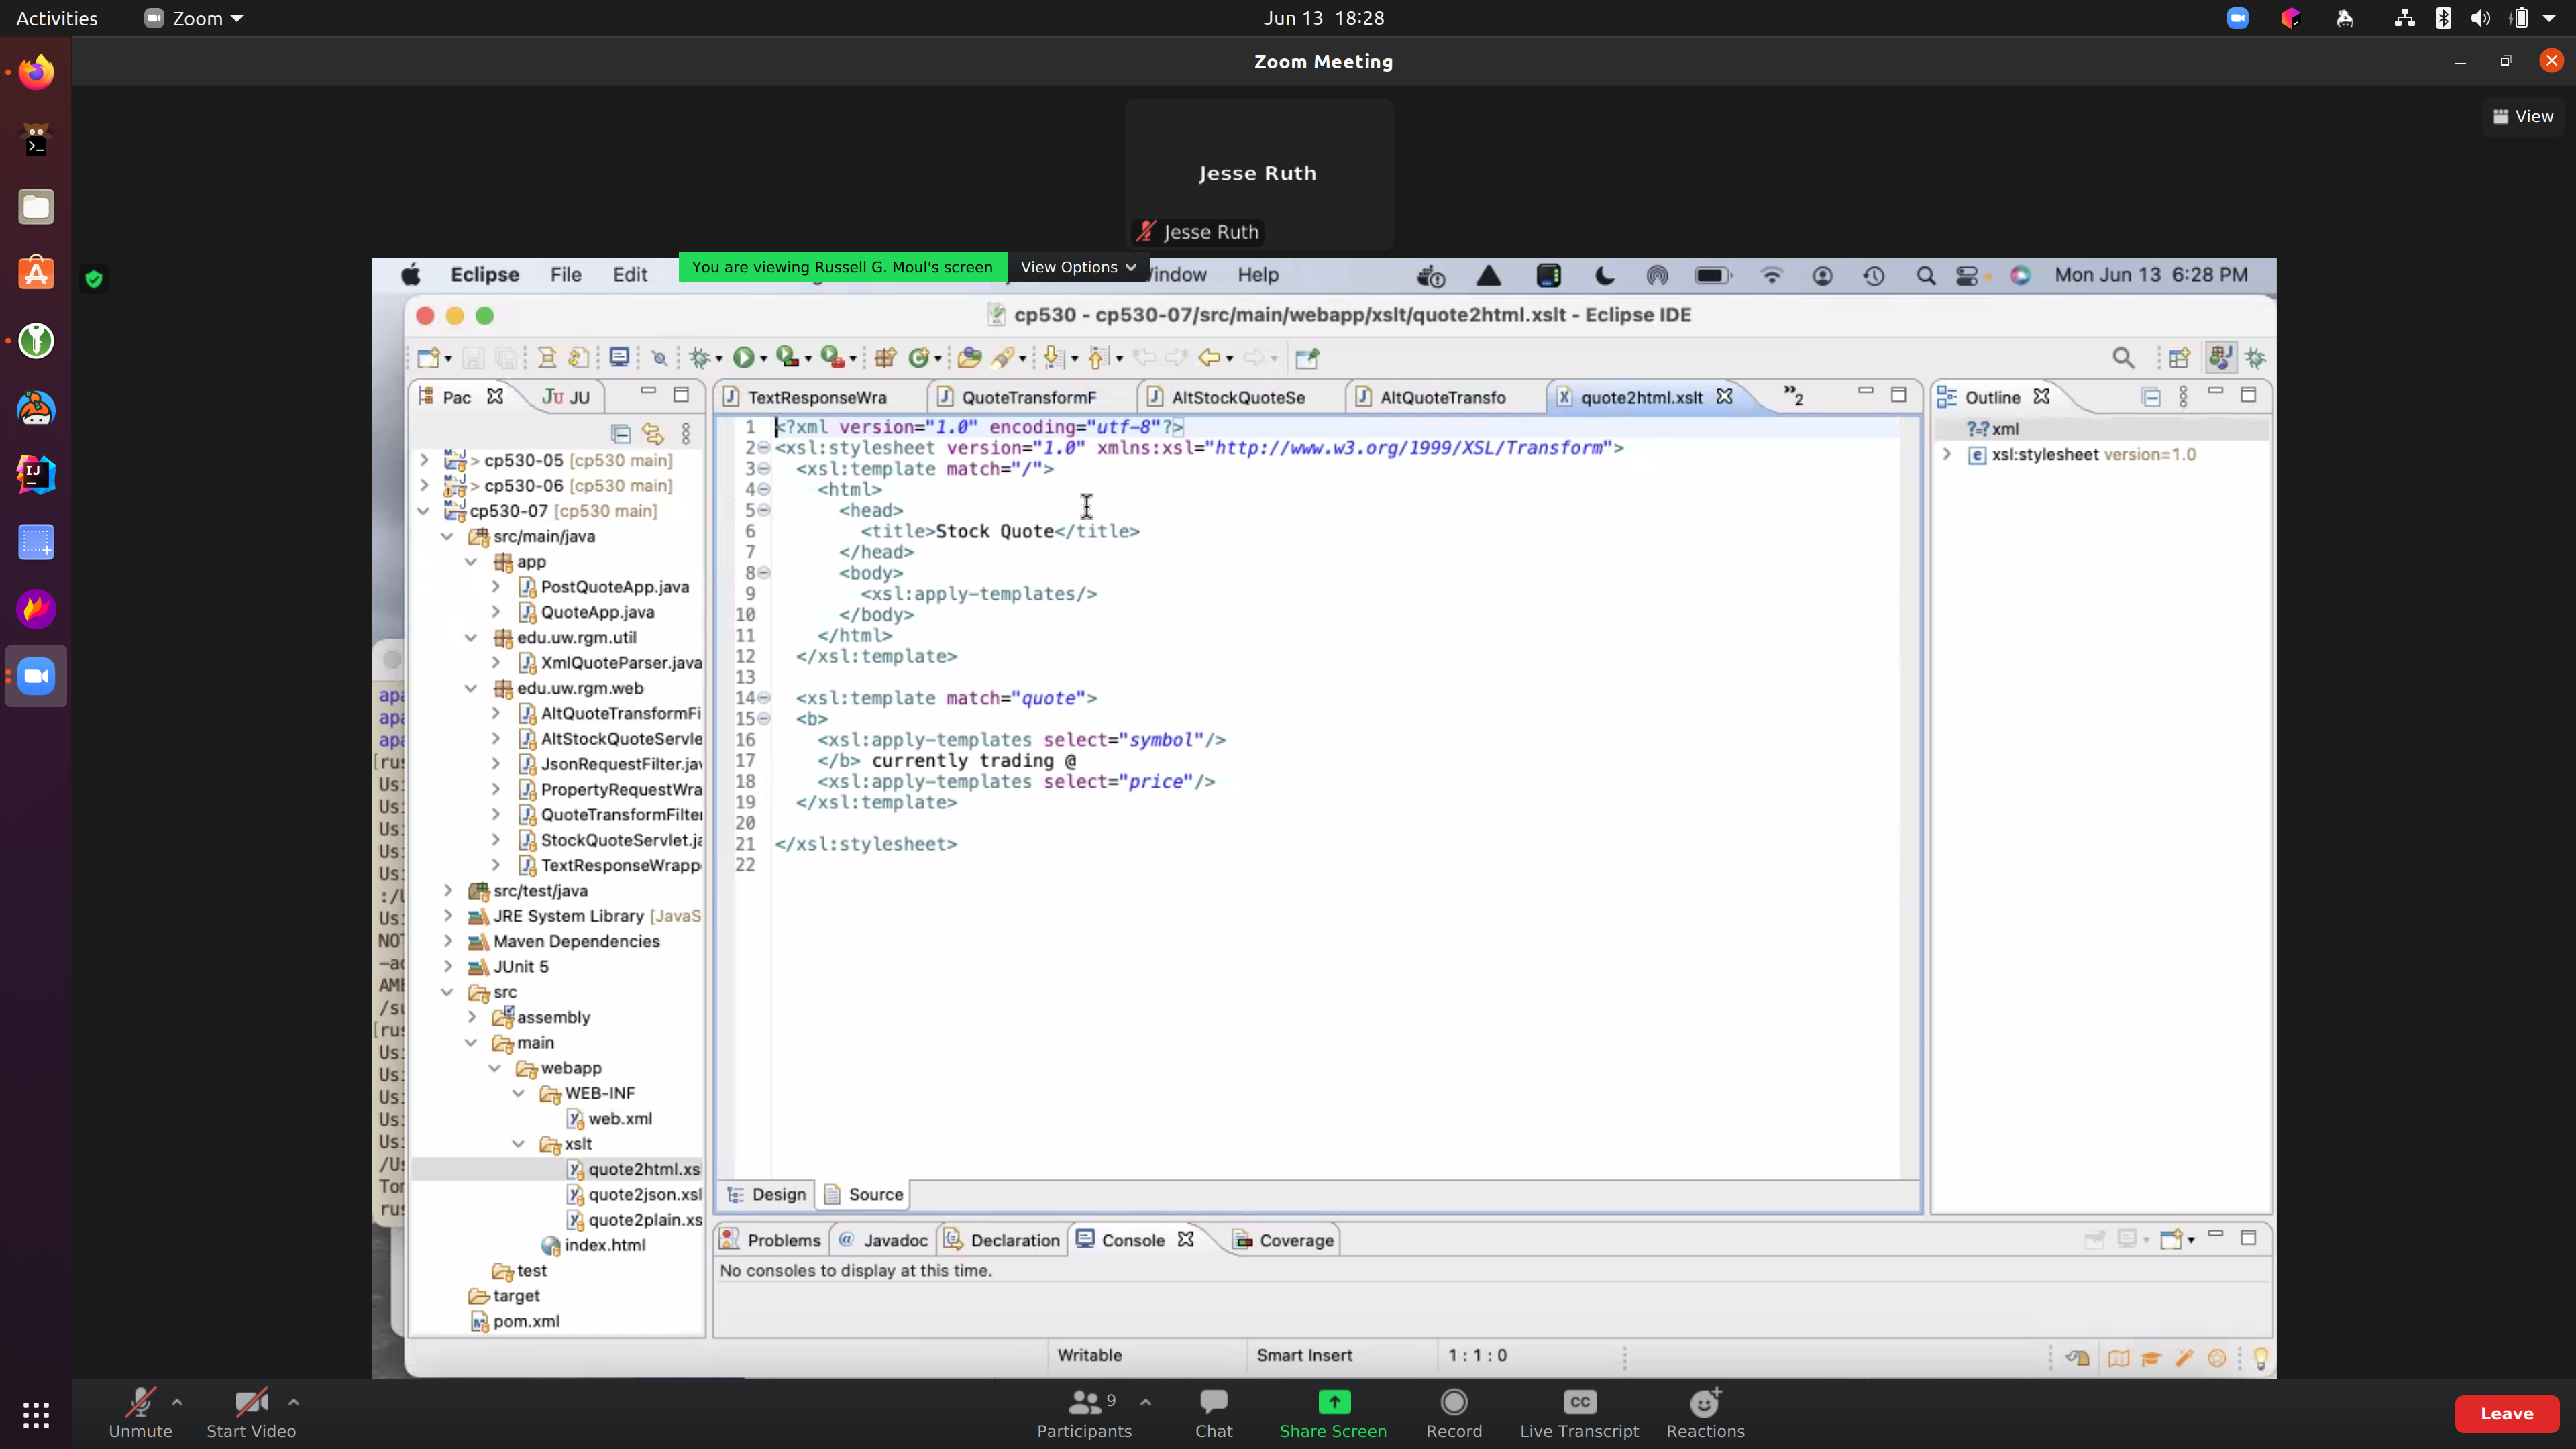 Activities Zoom Jun 13 18:28
Zoom Meeting
View
Jesse Ruth
Jesse Ruth
You are viewing Russell G. Moul's screen View Options
Eclipse File Edit Help Mon Jun 13 6:28 PM
cp530 - cp530-07/src/main/webapp/xslt/quote2html.xslt - Eclipse IDE
Pac JU
TextResponseWra QuoteTransformF AltStockQuoteSe AltQuoteTransfo quote2html.xslt »2
Outline
?=? xml
xsl:stylesheet version=1.0
> cp530-05 [cp530 main]
> cp530-06 [cp530 main]
cp530-07 [cp530 main]
src/main/java
app
PostQuoteApp.java
QuoteApp.java
edu.uw.rgm.util
XmlQuoteParser.java
edu.uw.rgm.web
AltQuoteTransformFi
AltStockQuoteServle
JsonRequestFilter.jav
PropertyRequestWra
QuoteTransformFilte
StockQuoteServlet.ja
TextResponseWrapp
src/test/java
JRE System Library [JavaS
Maven Dependencies
JUnit 5
src
assembly
main
webapp
WEB-INF
web.xml
xslt
quote2html.xs
quote2json.xsl
quote2plain.xs
index.html
test
target
pom.xml
1 <?xml version="1.0" encoding="utf-8"?>
2 <xsl:stylesheet version="1.0" xmlns:xsl="http://www.w3.org/1999/XSL/Transform">
3 <xsl:template match="/">
4 <html>
5 <head>
6 <title>Stock Quote</title>
7 </head>
8 <body>
9 <xsl:apply-templates/>
10 </body>
11 </html>
12 </xsl:template>
13
14 <xsl:template match="quote">
15 <b>
16 <xsl:apply-templates select="symbol"/>
17 </b> currently trading @
18 <xsl:apply-templates select="price"/>
19 </xsl:template>
20
21 </xsl:stylesheet>
22
Design Source
Problems Javadoc Declaration Console Coverage
No consoles to display at this time.
Writable Smart Insert 1 : 1 : 0
Unmute Start Video Participants 9 Chat Share Screen Record Live Transcript Reactions Leave